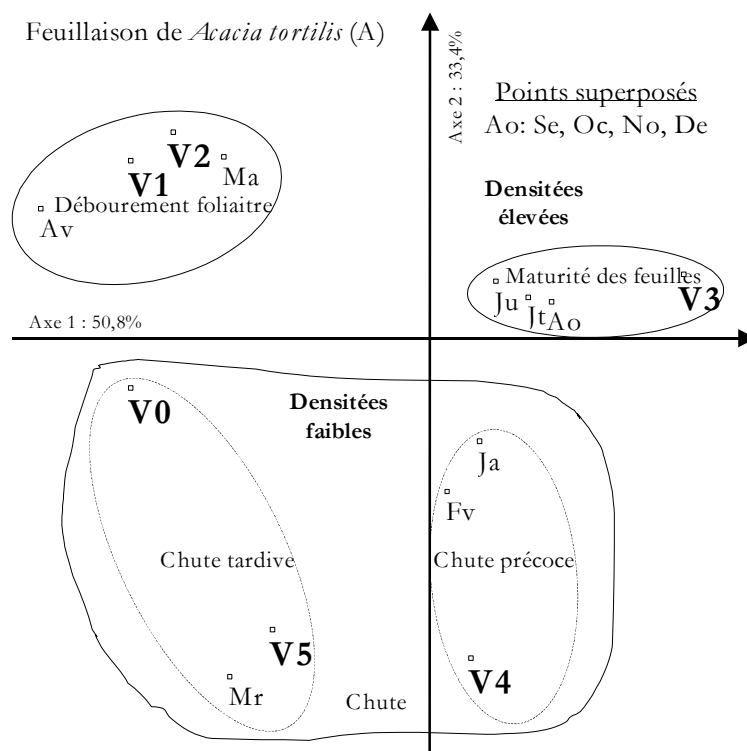 Feuillaison de Acacia tortilis (A)
Axe 2 : 33,4%
Points superposés
Ao: Se, Oc, No, De
V2
V1
Ma
Débourement foliaitre
Av
Densitées
élevées
Maturité des feuilles
V3
Ju
Jt
Ao
Axe 1 : 50,8%
V0
Densitées
faibles
Ja
Fv
Chute tardive
Chute précoce
V5
V4
Mr
Chute